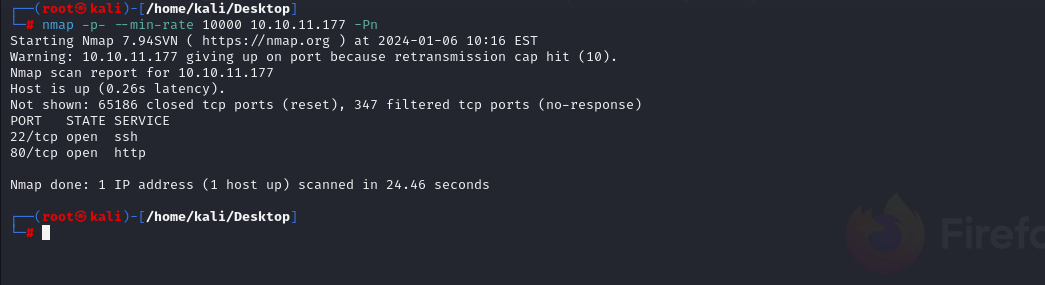 ┌──(root㉿kali)-[/home/kali/Desktop]
└─# nmap -p- --min-rate 10000 10.10.11.177 -Pn
Starting Nmap 7.94SVN ( https://nmap.org ) at 2024-01-06 10:16 EST
Warning: 10.10.11.177 giving up on port because retransmission cap hit (10).
Nmap scan report for 10.10.11.177
Host is up (0.26s latency).
Not shown: 65186 closed tcp ports (reset), 347 filtered tcp ports (no-response)
PORT   STATE SERVICE
22/tcp open  ssh
80/tcp open  http
Nmap done: 1 IP address (1 host up) scanned in 24.46 seconds
┌──(root㉿kali)-[/home/kali/Desktop]
└─#